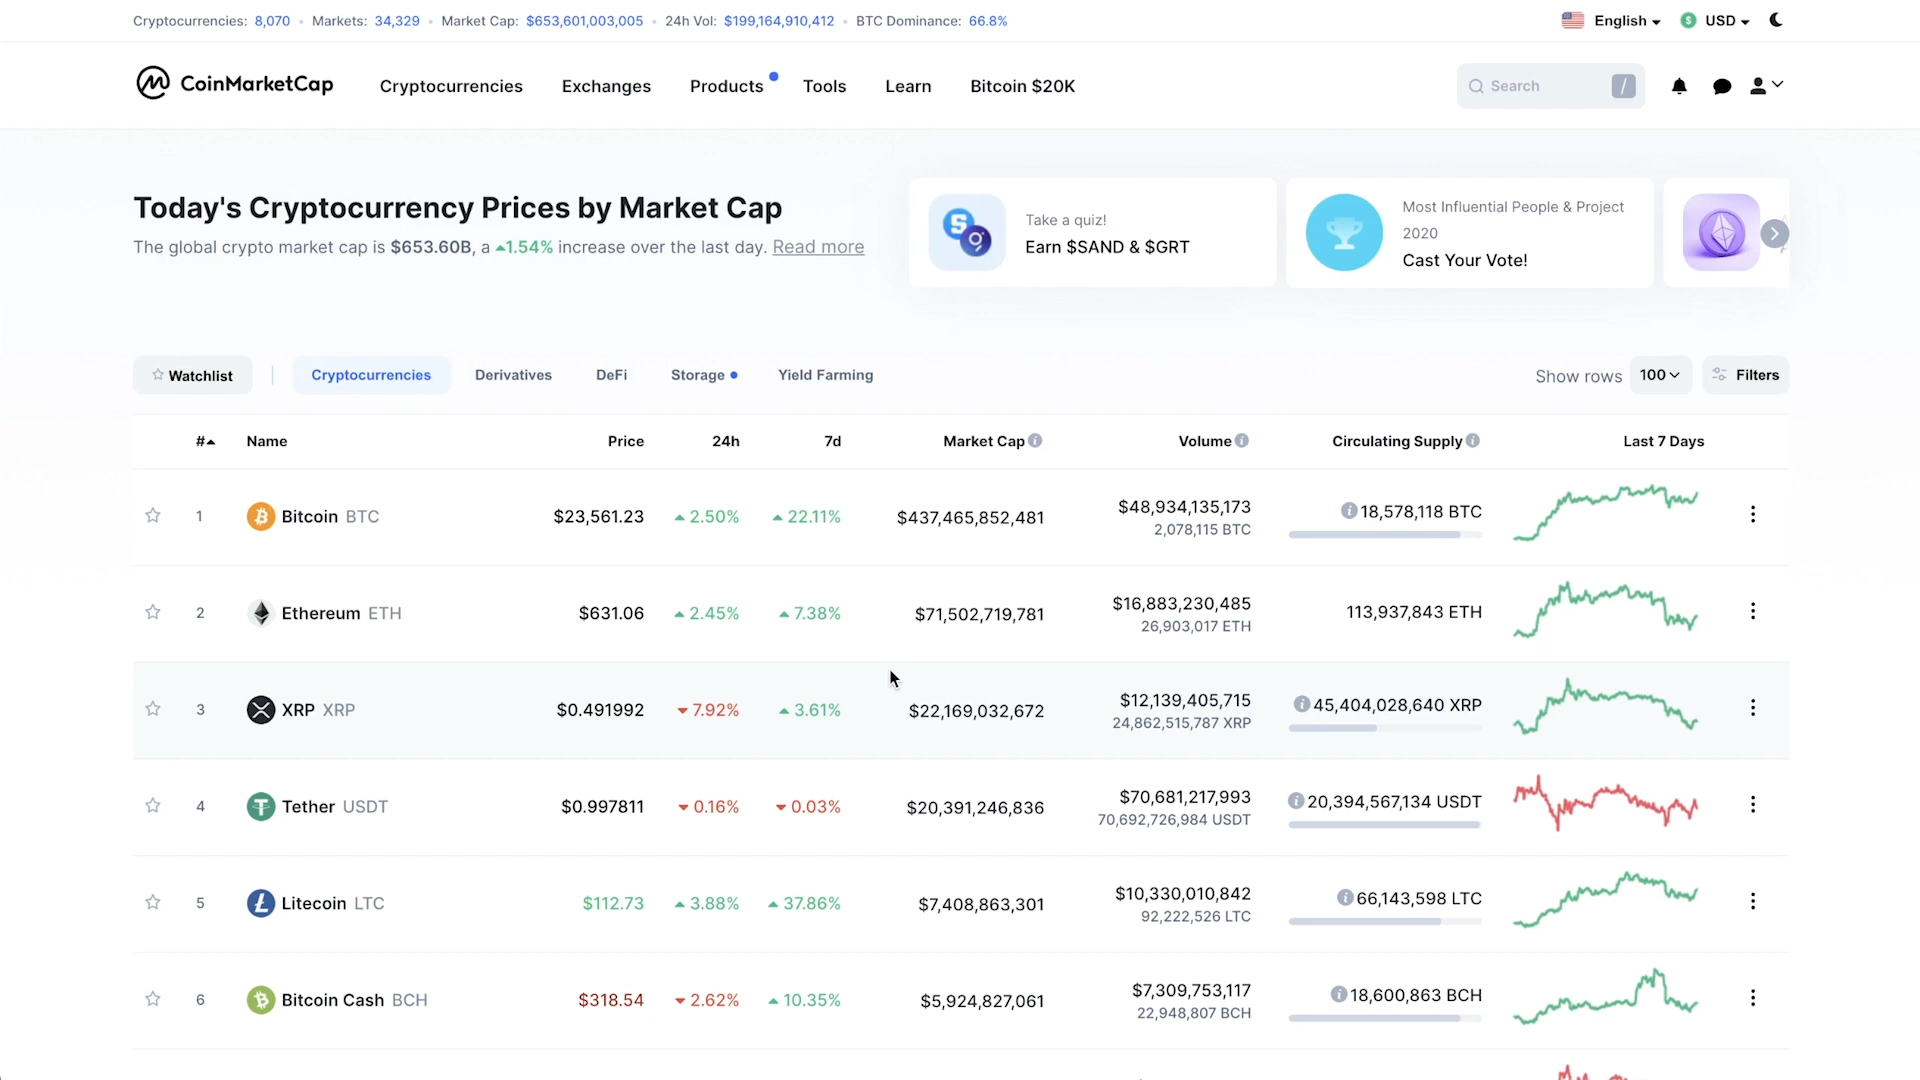 Cryptocurrencies: 8,070 • Markets: 34,329 • Market Cap: $653,601,003,005 • 24h Vol: $199,164,910,412 • BTC Dominance: 66.8% English USD
CoinMarketCap Cryptocurrencies Exchanges Products Tools Learn Bitcoin $20K Search /
Today's Cryptocurrency Prices by Market Cap
The global crypto market cap is $653.60B, a 1.54% increase over the last day. Read more
Take a quiz!
Earn $SAND & $GRT
Most Influential People & Project
2020
Cast Your Vote!
Watchlist Cryptocurrencies Derivatives DeFi Storage Yield Farming Show rows 100 Filters
# Name Price 24h 7d Market Cap Volume Circulating Supply Last 7 Days
1 Bitcoin BTC $23,561.23 2.50% 22.11% $437,465,852,481 $48,934,135,173 18,578,118 BTC
2,078,115 BTC
2 Ethereum ETH $631.06 2.45% 7.38% $71,502,719,781 $16,883,230,485 113,937,843 ETH
26,903,017 ETH
3 XRP XRP $0.491992 7.92% 3.61% $22,169,032,672 $12,139,405,715 45,404,028,640 XRP
24,862,515,787 XRP
4 Tether USDT $0.997811 0.16% 0.03% $20,391,246,836 $70,681,217,993 20,394,567,134 USDT
70,692,726,984 USDT
5 Litecoin LTC $112.73 3.88% 37.86% $7,408,863,301 $10,330,010,842 66,143,598 LTC
92,222,526 LTC
6 Bitcoin Cash BCH $318.54 2.62% 10.35% $5,924,827,061 $7,309,753,117 18,600,863 BCH
22,948,807 BCH